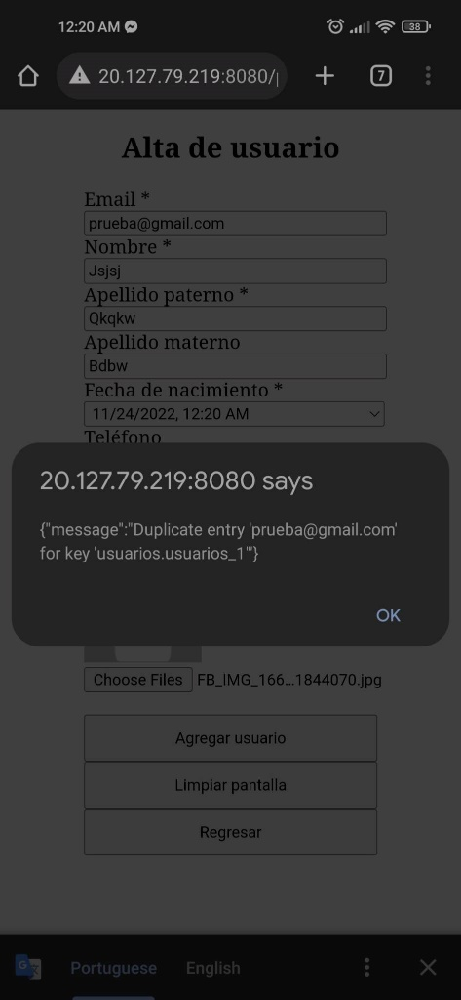 12:20 AM
38
20.127.79.219:8080/
7
Alta de usuario
Email *
prueba@gmail.com
Nombre *
Jsjsj
Apellido paterno *
Qkqkw
Apellido materno
Bdbw
Fecha de nacimiento *
11/24/2022, 12:20 AM
Teléfono
20.127.79.219:8080 says
{"message":"Duplicate entry 'prueba@gmail.com'
for key 'usuarios.usuarios_1'"}
OK
Choose Files FB_IMG_166...1844070.jpg
Agregar usuario
Limpiar pantalla
Regresar
Portuguese English